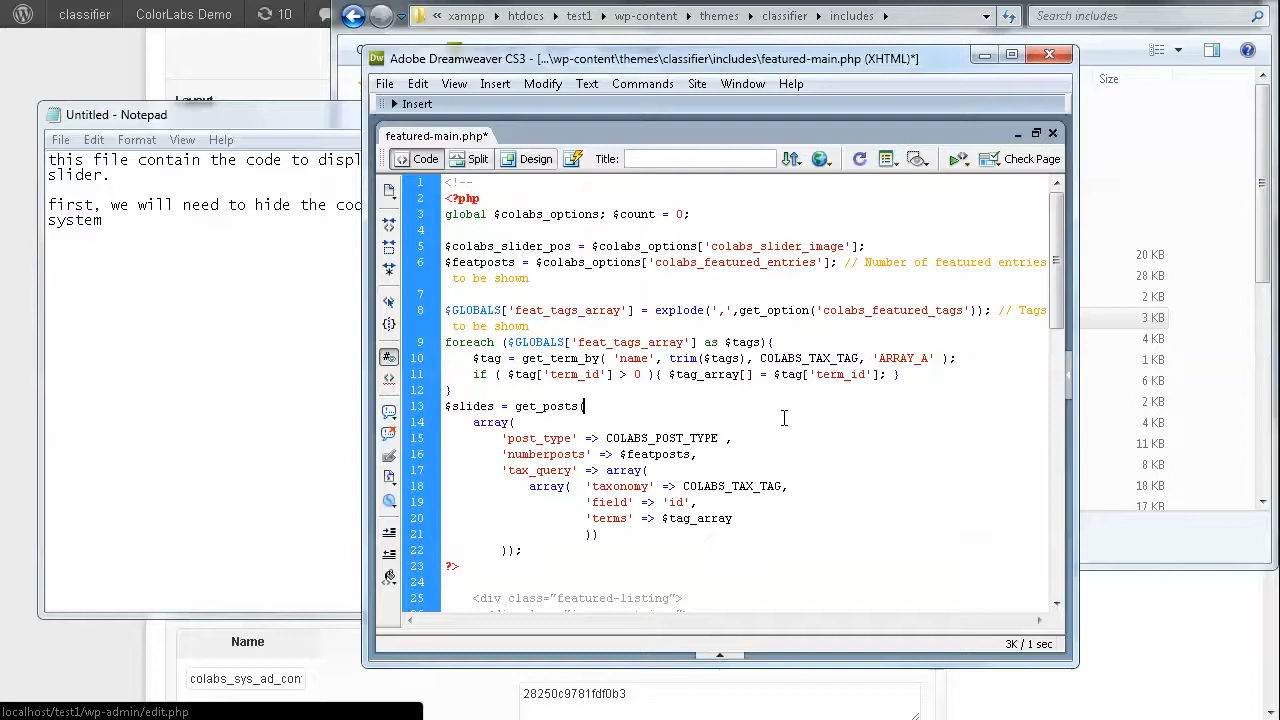 classifier ColorLabs Demo 10
« xampp htdocs test1 wp-content themes classifier includes
Search includes
Adobe Dreamweaver CS3 - [...\wp-content\themes\classifier\includes\featured-main.php (XHTML)*]
File Edit View Insert Modify Text Commands Site Window Help
Insert
featured-main.php*
Code Split Design Title: Check Page
Size
Untitled - Notepad
File Edit Format View Help
this file contain the code to displ
slider.
first, we will need to hide the cod
system
1 <!--
2 <?php
3 global $colabs_options; $count = 0;
4
5 $colabs_slider_pos = $colabs_options['colabs_slider_image'];
6 $featposts = $colabs_options['colabs_featured_entries']; // Number of featured entries
to be shown
7
8 $GLOBALS['feat_tags_array'] = explode(',',get_option('colabs_featured_tags')); // Tags
to be shown
9 foreach ($GLOBALS['feat_tags_array'] as $tags){
10 $tag = get_term_by( 'name', trim($tags), COLABS_TAX_TAG, 'ARRAY_A' );
11 if ( $tag['term_id'] > 0 ){ $tag_array[] = $tag['term_id']; }
12 }
13 $slides = get_posts(
14 array(
15 'post_type' => COLABS_POST_TYPE ,
16 'numberposts' => $featposts,
17 'tax_query' => array(
18 array( 'taxonomy' => COLABS_TAX_TAG,
19 'field' => 'id',
20 'terms' => $tag_array
21 ))
22 ));
23 ?>
24
25 <div class="featured-listing">
3K / 1 sec
20 KB
28 KB
2 KB
3 KB
4 KB
1 KB
2 KB
4 KB
11 KB
8 KB
18 KB
17 KB
Name
colabs_sys_ad_con
28250c9781fdf0b3
localhost/test1/wp-admin/edit.php